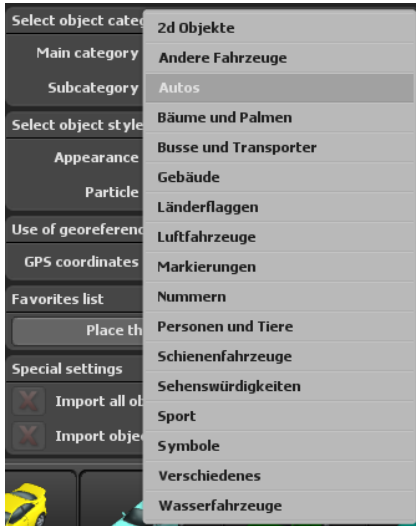 Select object categ
Main category
Subcategory
Select object style
Appearance
Particle
Use of georeferenc
GPS coordinates
Favorites list
Place th
Special settings
Import all ob
Import objec
2d Objekte
Andere Fahrzeuge
Autos
Bäume und Palmen
Busse und Transporter
Gebäude
Länderflaggen
Luftfahrzeuge
Markierungen
Nummern
Personen und Tiere
Schienenfahrzeuge
Sehenswürdigkeiten
Sport
Symbole
Verschiedenes
Wasserfahrzeuge